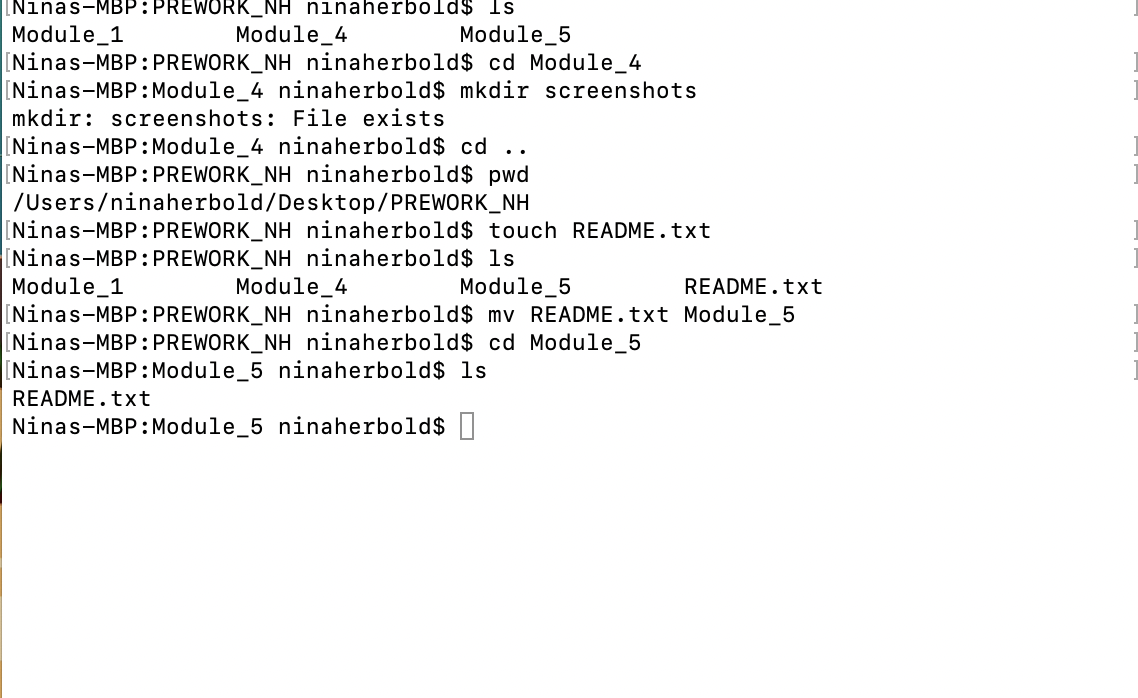 [Ninas-MBP:PREWORK_NH ninaherbold$ ls ]
Module_1        Module_4        Module_5
[Ninas-MBP:PREWORK_NH ninaherbold$ cd Module_4 ]
[Ninas-MBP:Module_4 ninaherbold$ mkdir screenshots ]
mkdir: screenshots: File exists
[Ninas-MBP:Module_4 ninaherbold$ cd .. ]
[Ninas-MBP:PREWORK_NH ninaherbold$ pwd ]
/Users/ninaherbold/Desktop/PREWORK_NH
[Ninas-MBP:PREWORK_NH ninaherbold$ touch README.txt ]
[Ninas-MBP:PREWORK_NH ninaherbold$ ls ]
Module_1        Module_4        Module_5        README.txt
[Ninas-MBP:PREWORK_NH ninaherbold$ mv README.txt Module_5 ]
[Ninas-MBP:PREWORK_NH ninaherbold$ cd Module_5 ]
[Ninas-MBP:Module_5 ninaherbold$ ls ]
README.txt
Ninas-MBP:Module_5 ninaherbold$